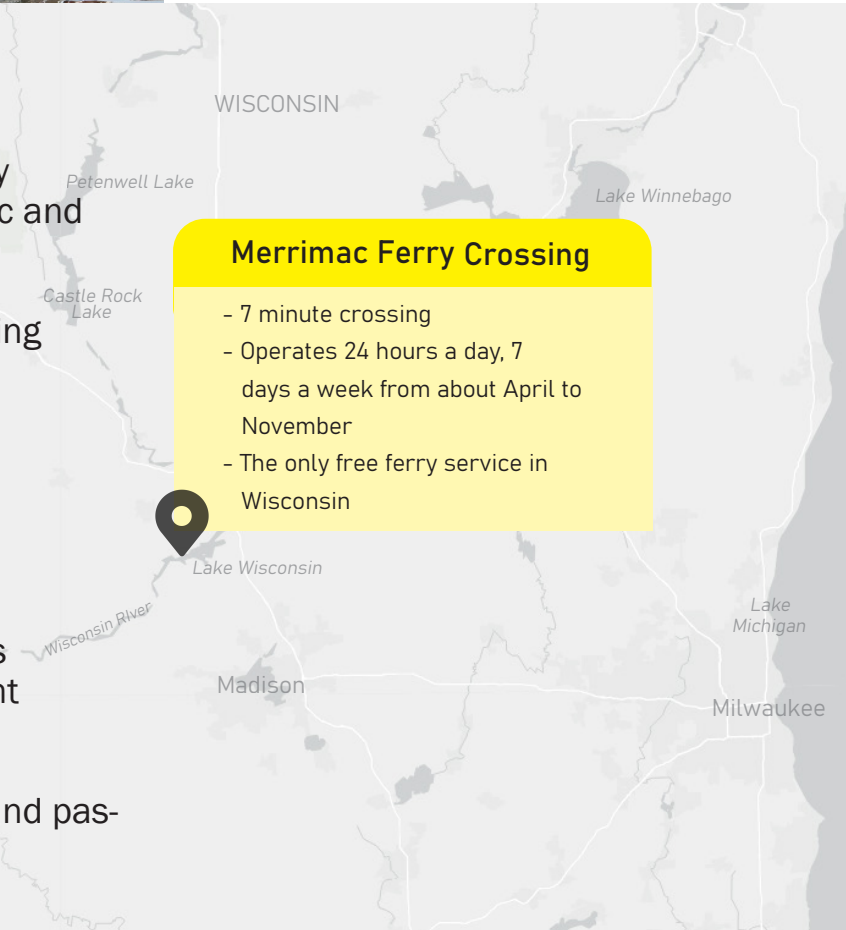 WISCONSIN
y
Petenwell Lake
Lake Winnebago
c and
Merrimac Ferry Crossing
Castle Rock
Lake
ing
- 7 minute crossing
- Operates 24 hours a day, 7
days a week from about April to
November
- The only free ferry service in
Wisconsin
Lake Wisconsin
Wisconsin RIver
Lake
Michigan
s
nt
Madison
Milwaukee
nd pas-